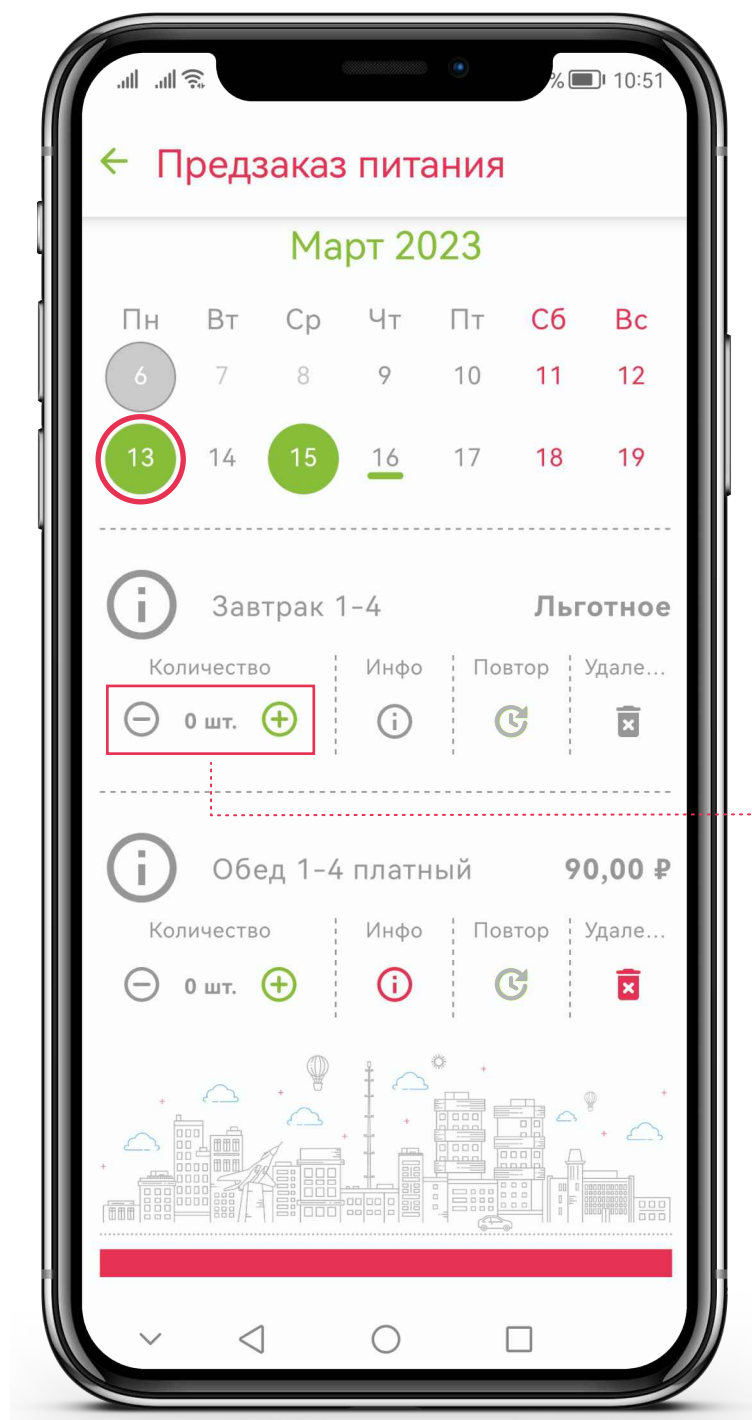 % 10:51
Предзаказ питания
Март 2023
Пн Вт Ср Чт Пт Сб Вс
6 7 8 9 10 11 12
13 14 15 16 17 18 19
Завтрак 1-4 Льготное
Количество Инфо Повтор Удале...
0 шт.
Обед 1-4 платный 90,00 ₽
Количество Инфо Повтор Удале...
0 шт.